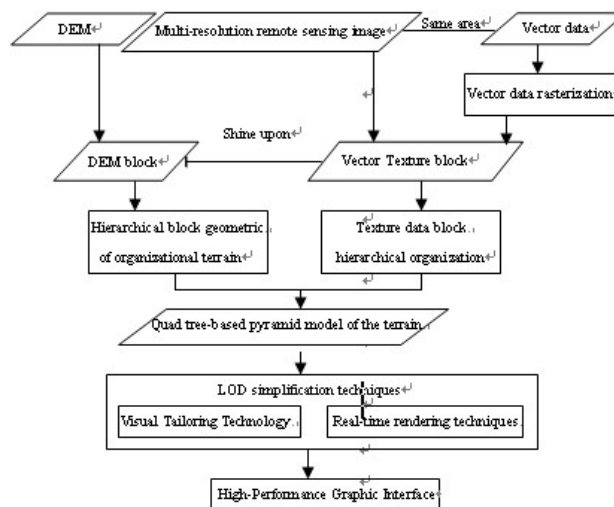 DEM
Multi-resolution remote sensing image
Same area
Vector data
Vector data rasterization
Shine upon
DEM block
Vector Texture block
Hierarchical block geometric
of organizational terrain
Texture data block
hierarchical organization
Quad tree-based pyramid model of the terrain
LOD simplification techniques
Visual Tailoring Technology
Real-time rendering techniques
High-Performance Graphic Interface